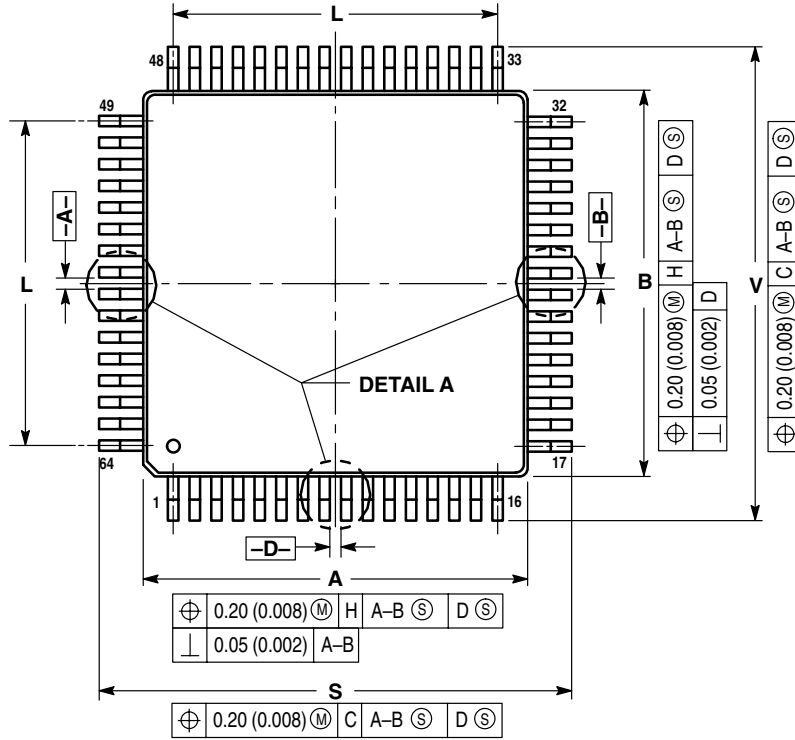 L
48
33
49
32
–A–
–B–
L
B
V
⌖ 0.20 (0.008) Ⓜ H A–B Ⓢ D Ⓢ
⊥ 0.05 (0.002) D
⌖ 0.20 (0.008) Ⓜ C A–B Ⓢ D Ⓢ
DETAIL A
64
17
1
16
–D–
A
⌖ 0.20 (0.008) Ⓜ H A–B Ⓢ D Ⓢ
⊥ 0.05 (0.002) A–B
S
⌖ 0.20 (0.008) Ⓜ C A–B Ⓢ D Ⓢ